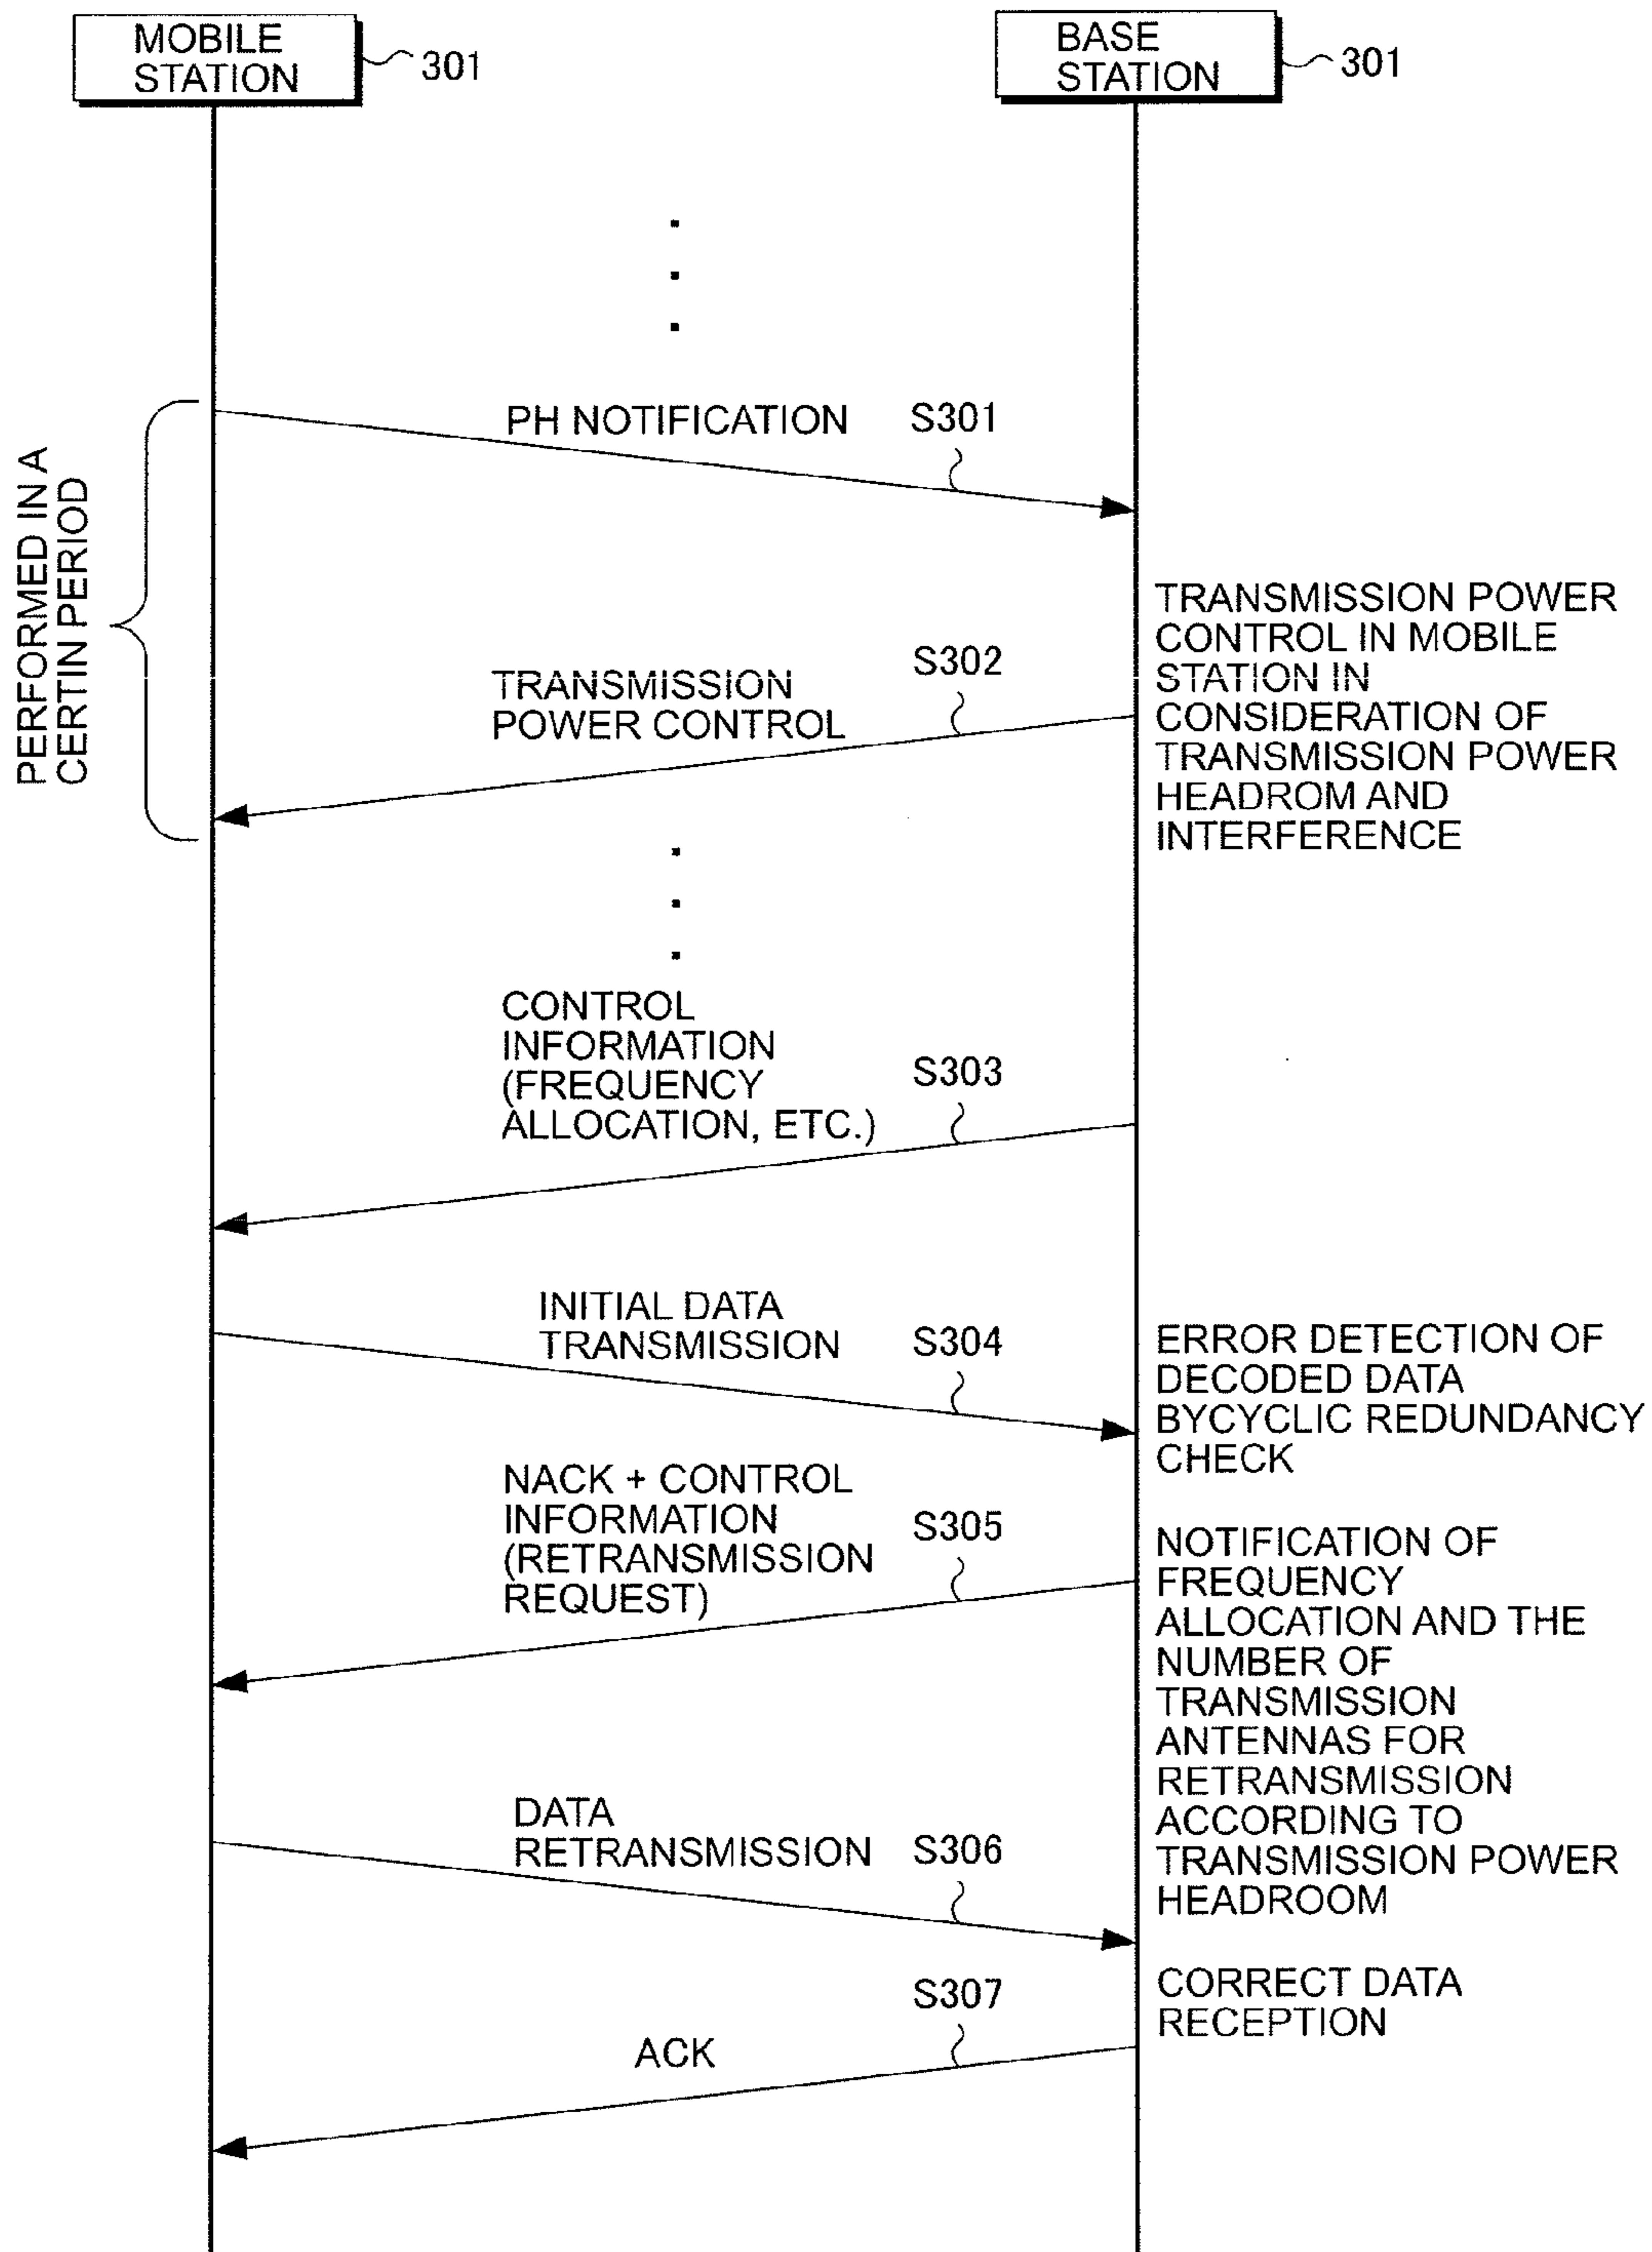 MOBILE
STATION
301
BASE
STATION
301
PERFORMED IN A
CERTIN PERIOD
PH NOTIFICATION
S301
TRANSMISSION POWER
CONTROL IN MOBILE
STATION IN
CONSIDERATION OF
TRANSMISSION POWER
HEADROM AND
INTERFERENCE
TRANSMISSION
POWER CONTROL
S302
CONTROL
INFORMATION
(FREQUENCY
ALLOCATION, ETC.)
S303
INITIAL DATA
TRANSMISSION
S304
ERROR DETECTION OF
DECODED DATA
BYCYCLIC REDUNDANCY
CHECK
NACK + CONTROL
INFORMATION
(RETRANSMISSION
REQUEST)
S305
NOTIFICATION OF
FREQUENCY
ALLOCATION AND THE
NUMBER OF
TRANSMISSION
ANTENNAS FOR
RETRANSMISSION
ACCORDING TO
TRANSMISSION POWER
HEADROOM
DATA
RETRANSMISSION
S306
CORRECT DATA
RECEPTION
S307
ACK